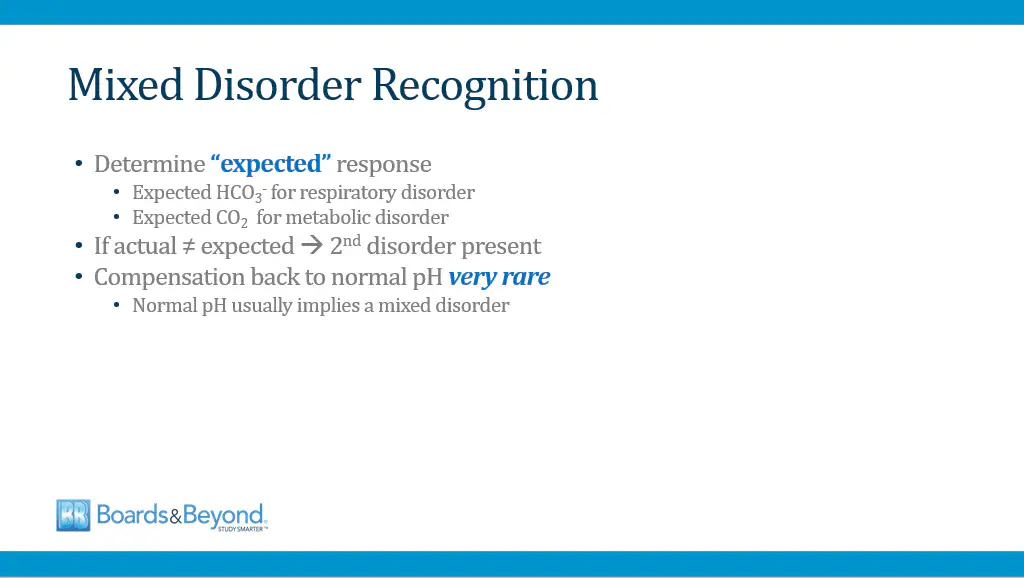 Mixed Disorder Recognition
• Determine “expected” response
• Expected HCO₃⁻ for respiratory disorder
• Expected CO₂ for metabolic disorder
• If actual ≠ expected → 2ⁿᵈ disorder present
• Compensation back to normal pH very rare
• Normal pH usually implies a mixed disorder
BB Boards&Beyond®
STUDY SMARTER™